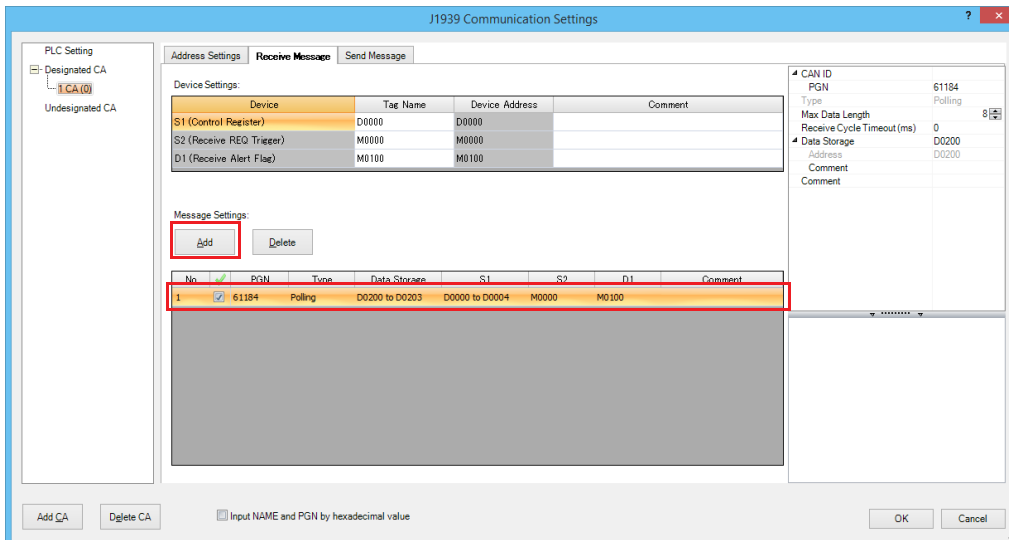 J1939 Communication Settings
? ×
PLC Setting
Designated CA
1 CA (0)
Undesignated CA
Address Settings Receive Message Send Message
Device Settings:
Device Tag Name Device Address Comment
S1 (Control Register) D0000 D0000
S2 (Receive REQ Trigger) M0000 M0000
D1 (Receive Alert Flag) M0100 M0100
Message Settings:
Add Delete
No PGN Type Data Storage S1 S2 D1 Comment
1 61184 Polling D0200 to D0203 D0000 to D0004 M0000 M0100
CAN ID
PGN 61184
Type Polling
Max Data Length 8
Receive Cycle Timeout (ms) 0
Data Storage D0200
Address D0200
Comment
Comment
Add CA Delete CA Input NAME and PGN by hexadecimal value OK Cancel